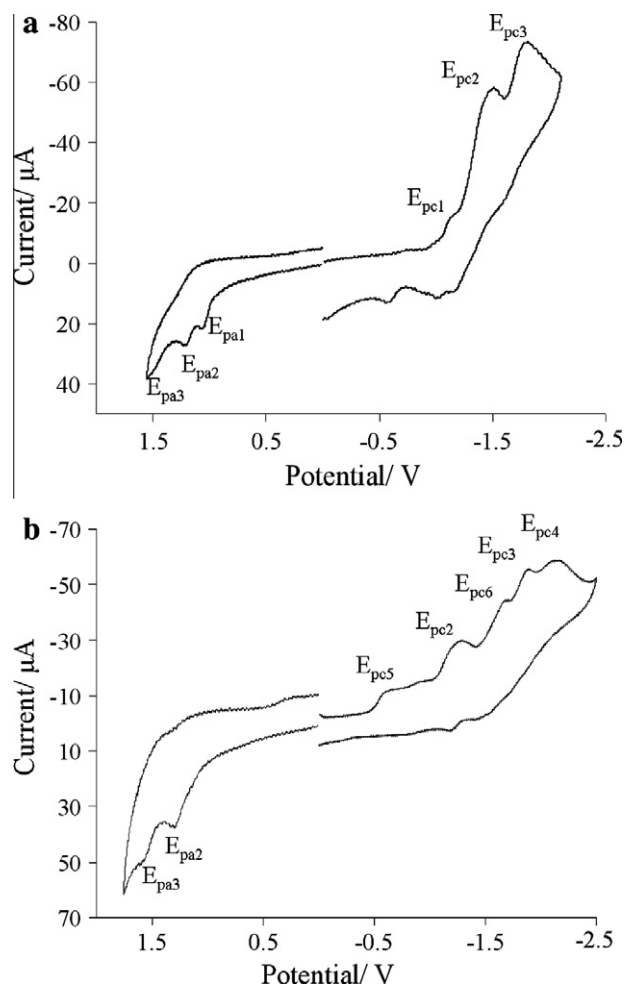 a
-80
-60
-40
-20
0
20
40
Current/ µA
Epc3
Epc2
Epc1
Epa1
Epa2
Epa3
1.5 0.5 -0.5 -1.5 -2.5
Potential/ V
b
-70
-50
-30
-10
10
30
50
70
Current/ µA
Epc4
Epc3
Epc6
Epc2
Epc5
Epa2
Epa3
1.5 0.5 -0.5 -1.5 -2.5
Potential/ V